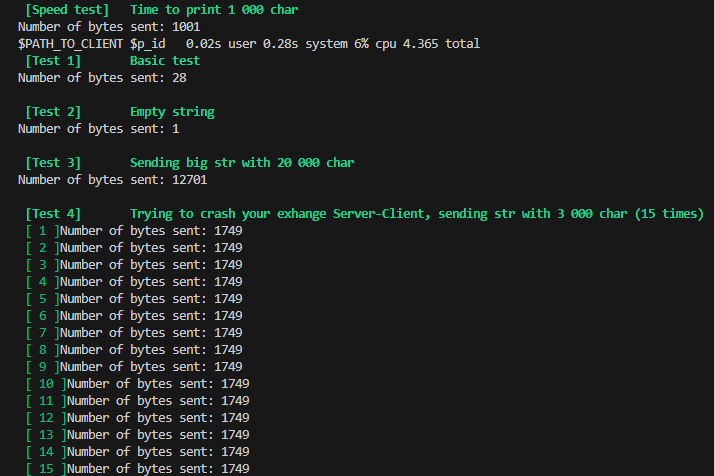 [Speed test] Time to print 1 000 char
Number of bytes sent: 1001
$PATH_TO_CLIENT $p_id 0.02s user 0.28s system 6% cpu 4.365 total
[Test 1] Basic test
Number of bytes sent: 28
[Test 2] Empty string
Number of bytes sent: 1
[Test 3] Sending big str with 20 000 char
Number of bytes sent: 12701
[Test 4] Trying to crash your exhange Server-Client, sending str with 3 000 char (15 times)
[ 1 ]Number of bytes sent: 1749
[ 2 ]Number of bytes sent: 1749
[ 3 ]Number of bytes sent: 1749
[ 4 ]Number of bytes sent: 1749
[ 5 ]Number of bytes sent: 1749
[ 6 ]Number of bytes sent: 1749
[ 7 ]Number of bytes sent: 1749
[ 8 ]Number of bytes sent: 1749
[ 9 ]Number of bytes sent: 1749
[ 10 ]Number of bytes sent: 1749
[ 11 ]Number of bytes sent: 1749
[ 12 ]Number of bytes sent: 1749
[ 13 ]Number of bytes sent: 1749
[ 14 ]Number of bytes sent: 1749
[ 15 ]Number of bytes sent: 1749